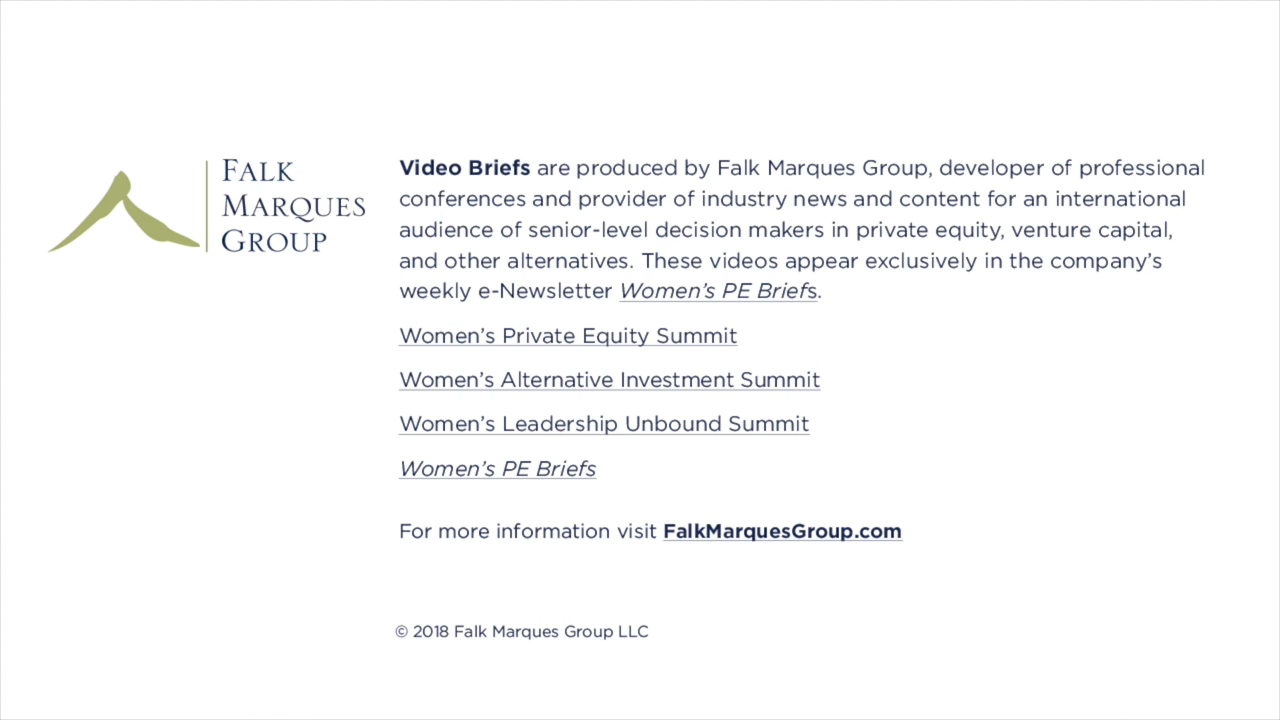 FALK
MARQUES
GROUP
Video Briefs are produced by Falk Marques Group, developer of professional
conferences and provider of industry news and content for an international
audience of senior-level decision makers in private equity, venture capital,
and other alternatives. These videos appear exclusively in the company’s
weekly e-Newsletter Women’s PE Briefs.
Women’s Private Equity Summit
Women’s Alternative Investment Summit
Women’s Leadership Unbound Summit
Women’s PE Briefs
For more information visit FalkMarquesGroup.com
© 2018 Falk Marques Group LLC